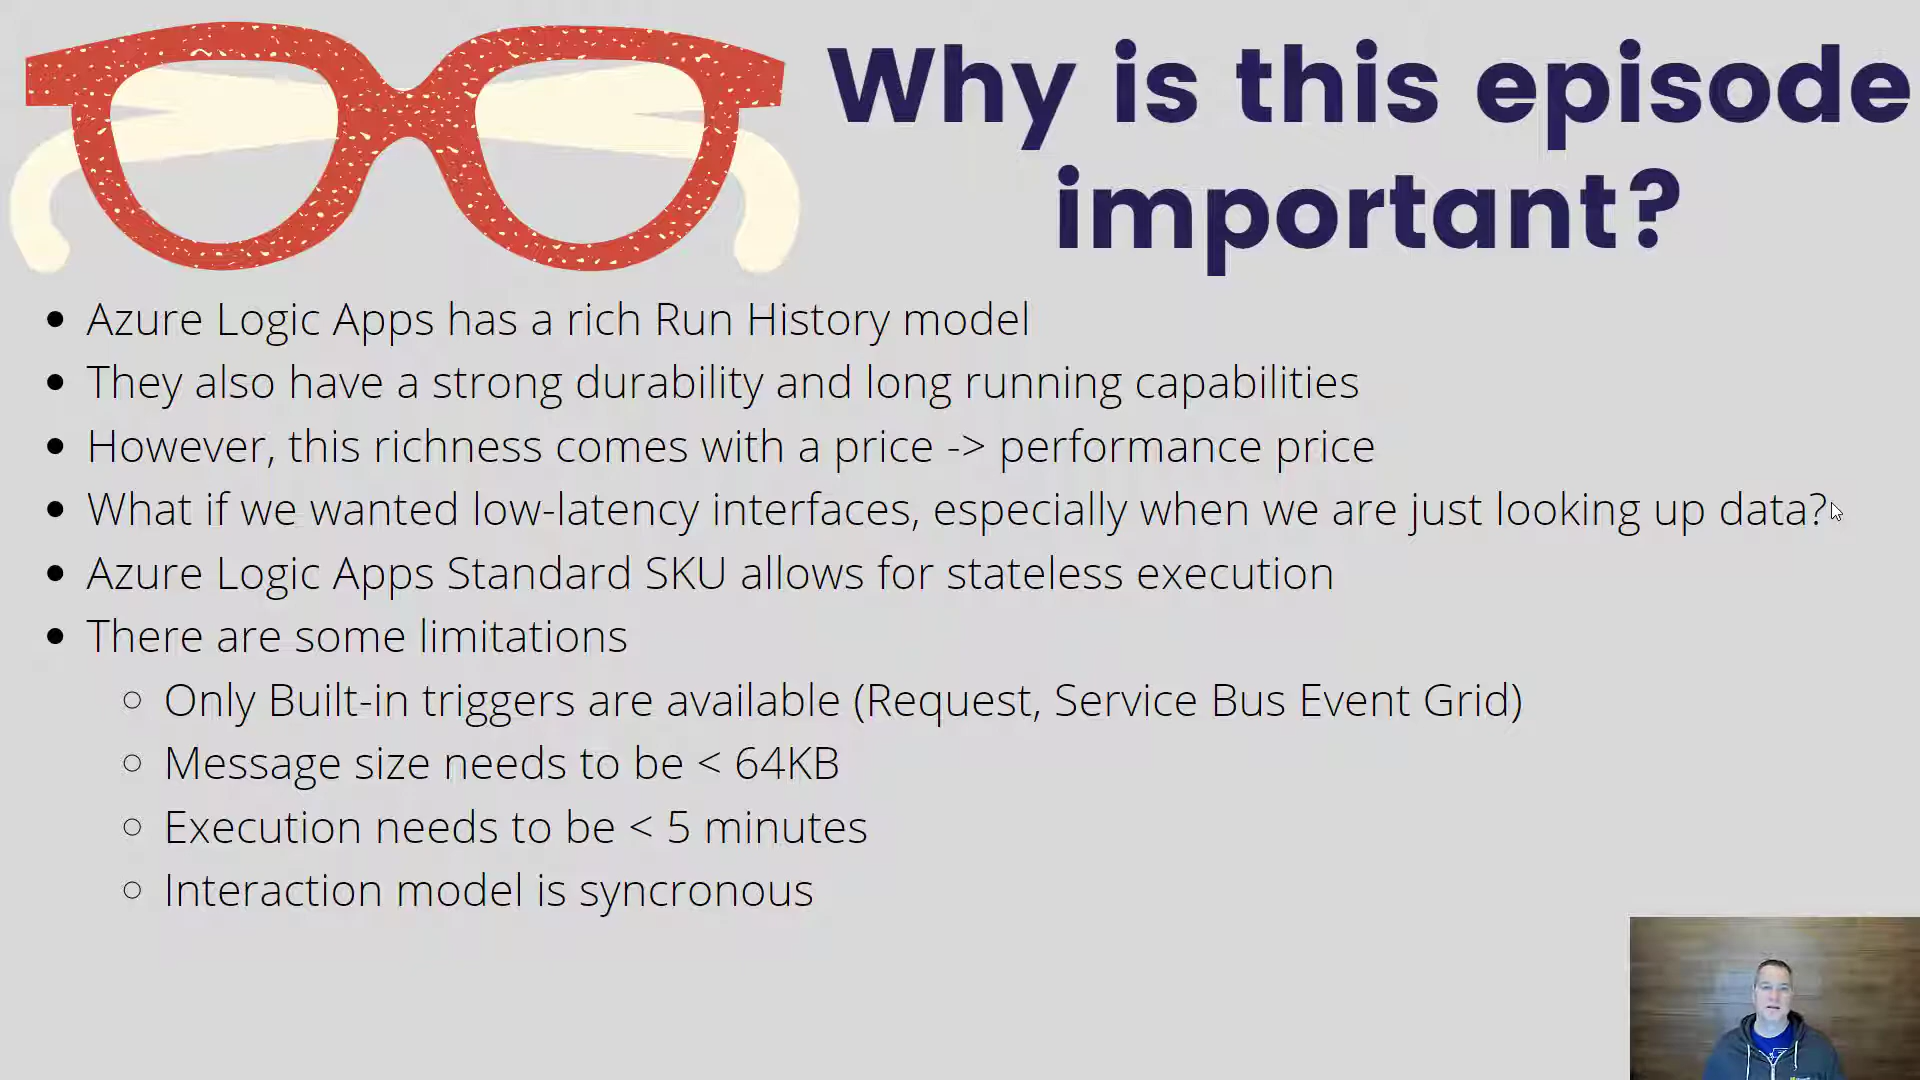 Why is this episode
important?
• Azure Logic Apps has a rich Run History model
• They also have a strong durability and long running capabilities
• However, this richness comes with a price -> performance price
• What if we wanted low-latency interfaces, especially when we are just looking up data?
• Azure Logic Apps Standard SKU allows for stateless execution
• There are some limitations
○ Only Built-in triggers are available (Request, Service Bus Event Grid)
○ Message size needs to be < 64KB
○ Execution needs to be < 5 minutes
○ Interaction model is syncronous